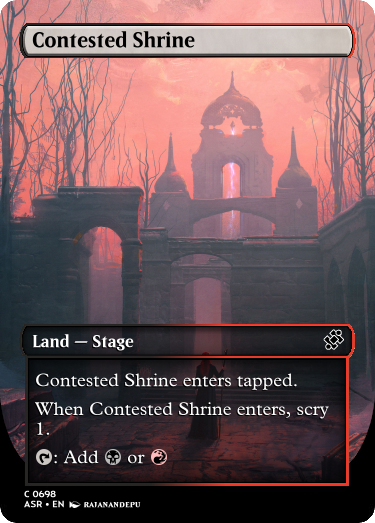 Contested Shrine
Land — Stage
Contested Shrine enters tapped.
When Contested Shrine enters, scry
1.
: Add or
C 0698
ASR • EN RAJANANDEPU